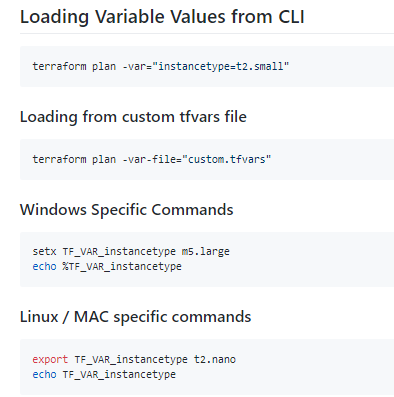 Loading Variable Values from CLI
terraform plan -var="instancetype=t2.small"
Loading from custom tfvars file
terraform plan -var-file="custom.tfvars"
Windows Specific Commands
setx TF_VAR_instancetype m5.large
echo %TF_VAR_instancetype
Linux / MAC specific commands
export TF_VAR_instancetype t2.nano
echo TF_VAR_instancetype